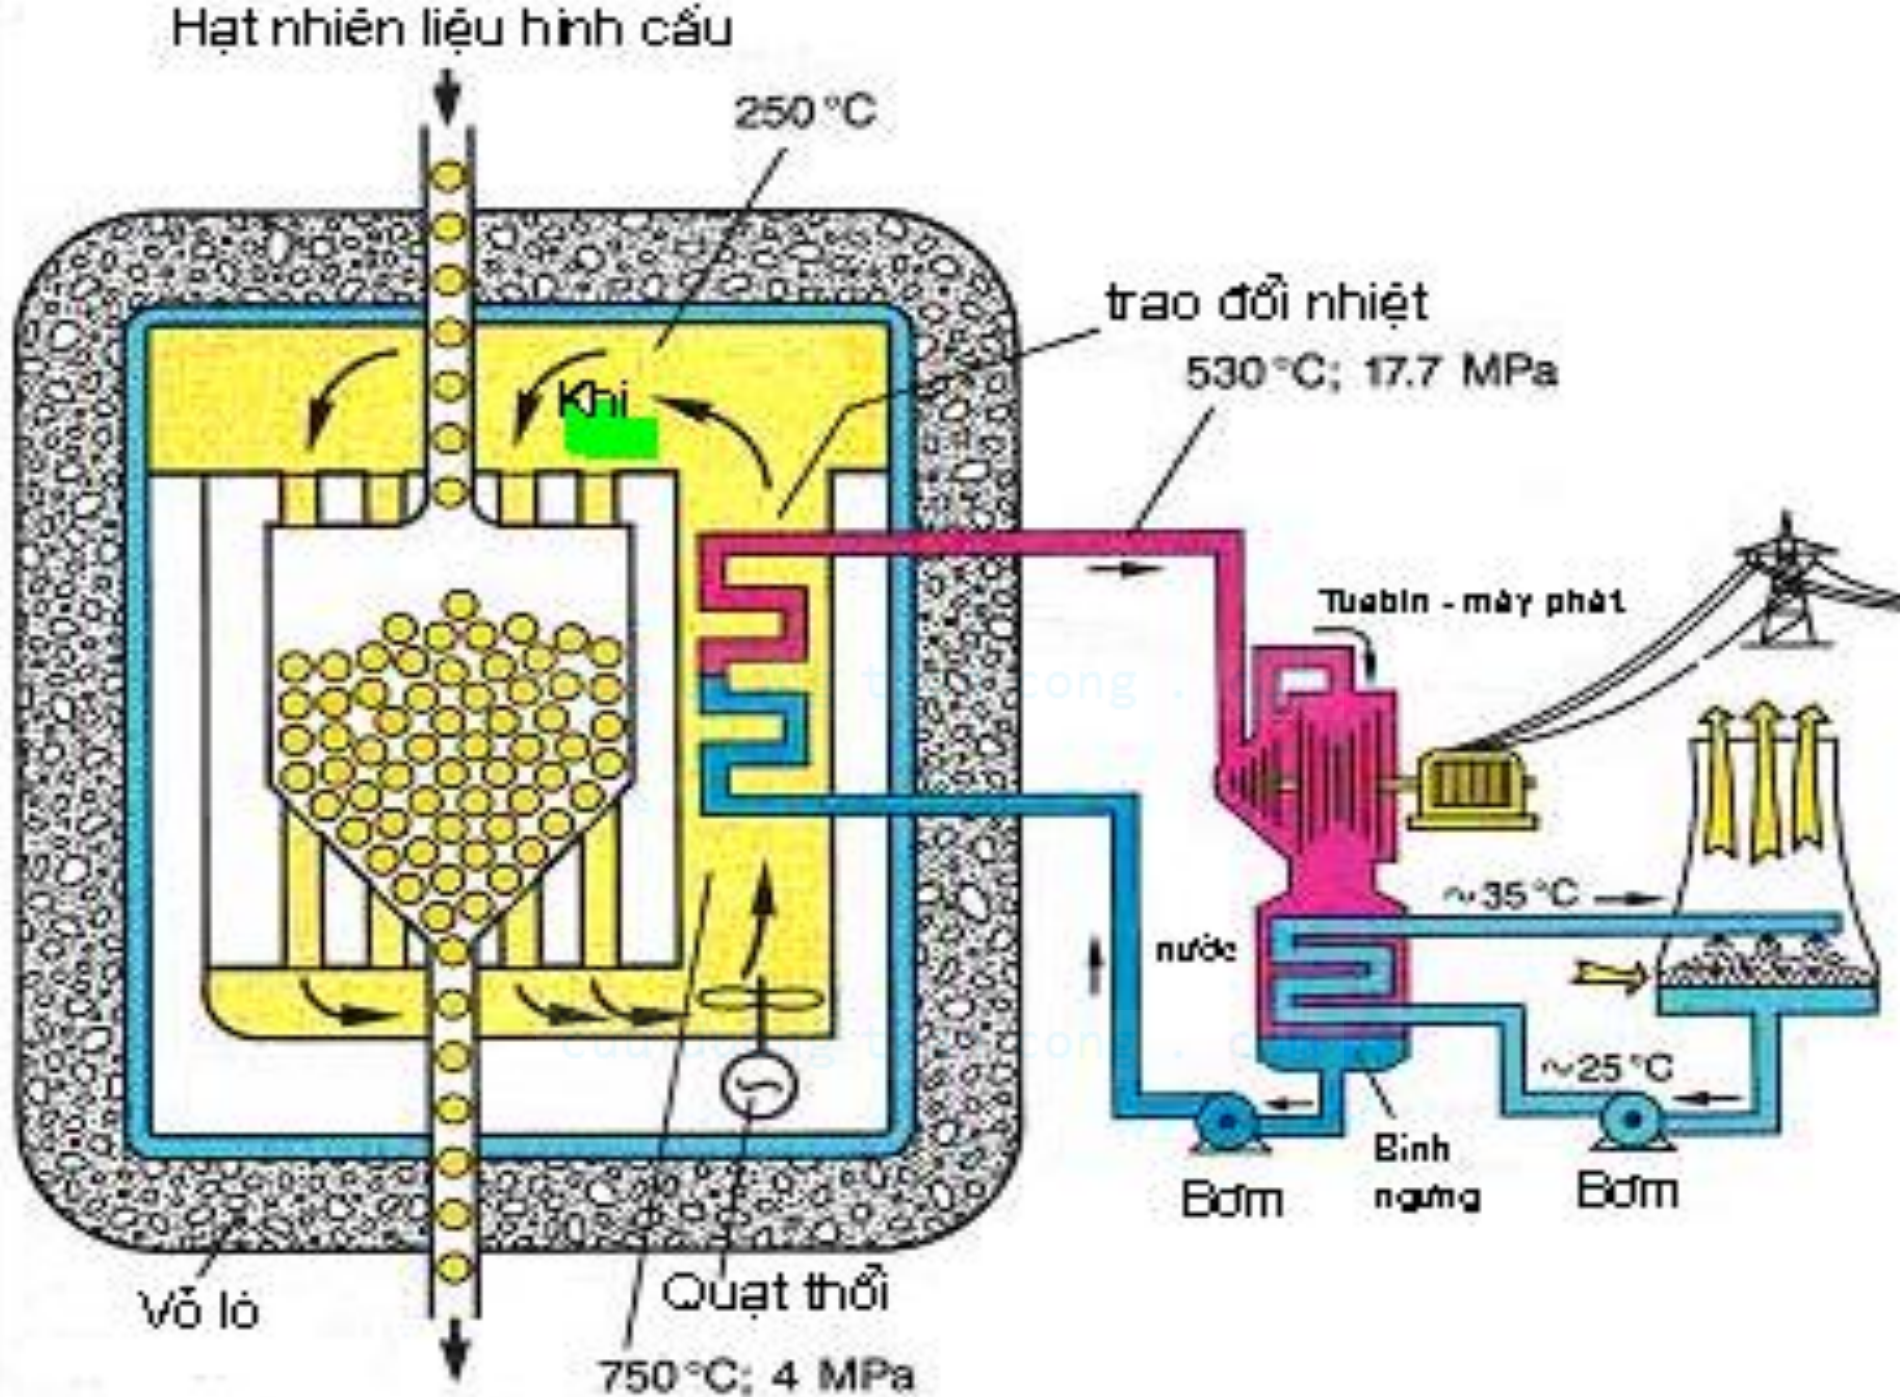 Hạt nhiên liệu hình cầu
250°C
trao đổi nhiệt
530°C; 17.7 MPa
Khi
Tuabin - máy phát
~35°C
nước
~25°C
Bình
ngưng
Bơm
Bơm
Quạt thổi
Vỏ lò
750°C; 4 MPa